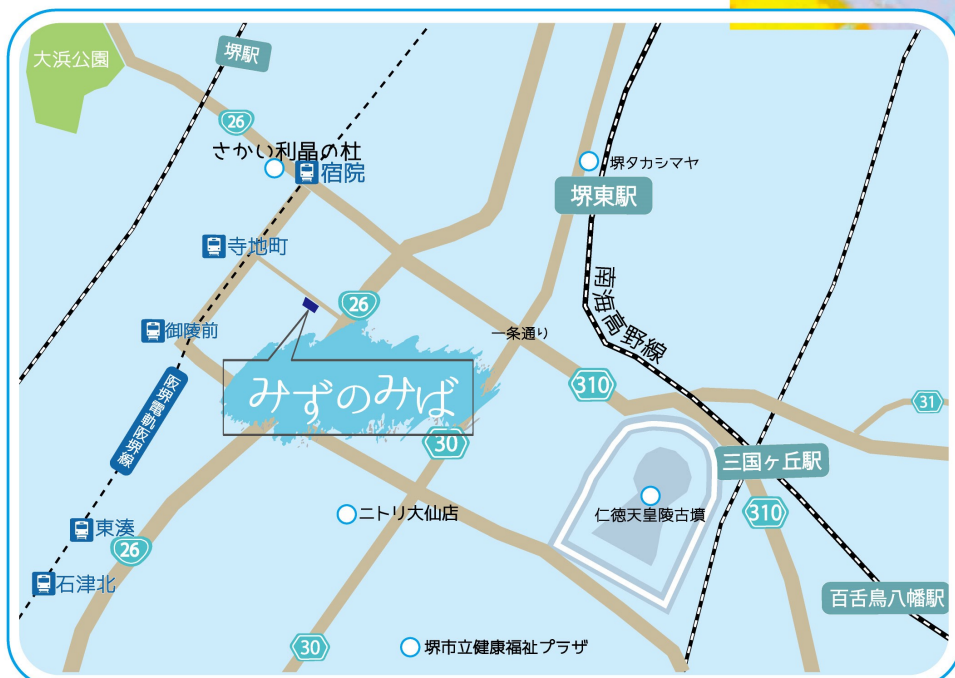 大浜公園
堺駅
26
さかい利晶の杜
宿院
堺タカシマヤ
堺東駅
寺地町
南海高野線
26
御陵前
一条通り
みずのみば
310
31
阪堺電軌阪堺線
30
三国ヶ丘駅
仁徳天皇陵古墳
310
ニトリ大仙店
東湊
26
石津北
百舌鳥八幡駅
30
堺市立健康福祉プラザ